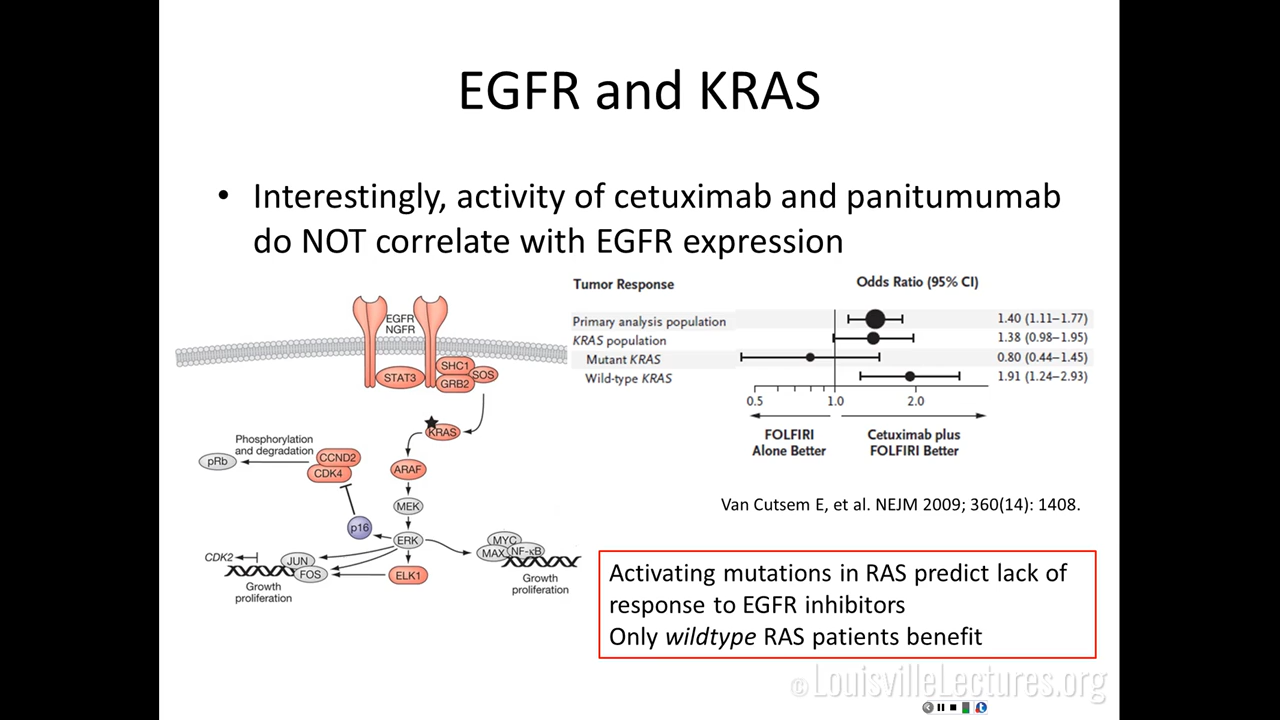 EGFR and KRAS
• Interestingly, activity of cetuximab and panitumumab
do NOT correlate with EGFR expression
EGFR
NGFR
STAT3
SHC1
GRB2
SOS
KRAS
Phosphorylation
and degradation
pRb
CCND2
CDK4
ARAF
MEK
p16
ERK
CDK2
JUN
FOS
ELK1
Growth
proliferation
MYC
MAX
NF-κB
Growth
proliferation
Tumor Response
Odds Ratio (95% CI)
Primary analysis population 1.40 (1.11–1.77)
KRAS population 1.38 (0.98–1.95)
Mutant KRAS 0.80 (0.44–1.45)
Wild-type KRAS 1.91 (1.24–2.93)
0.5 1.0 2.0
FOLFIRI
Alone Better
Cetuximab plus
FOLFIRI Better
Van Cutsem E, et al. NEJM 2009; 360(14): 1408.
Activating mutations in RAS predict lack of
response to EGFR inhibitors
Only wildtype RAS patients benefit
©LouisvilleLectures.org